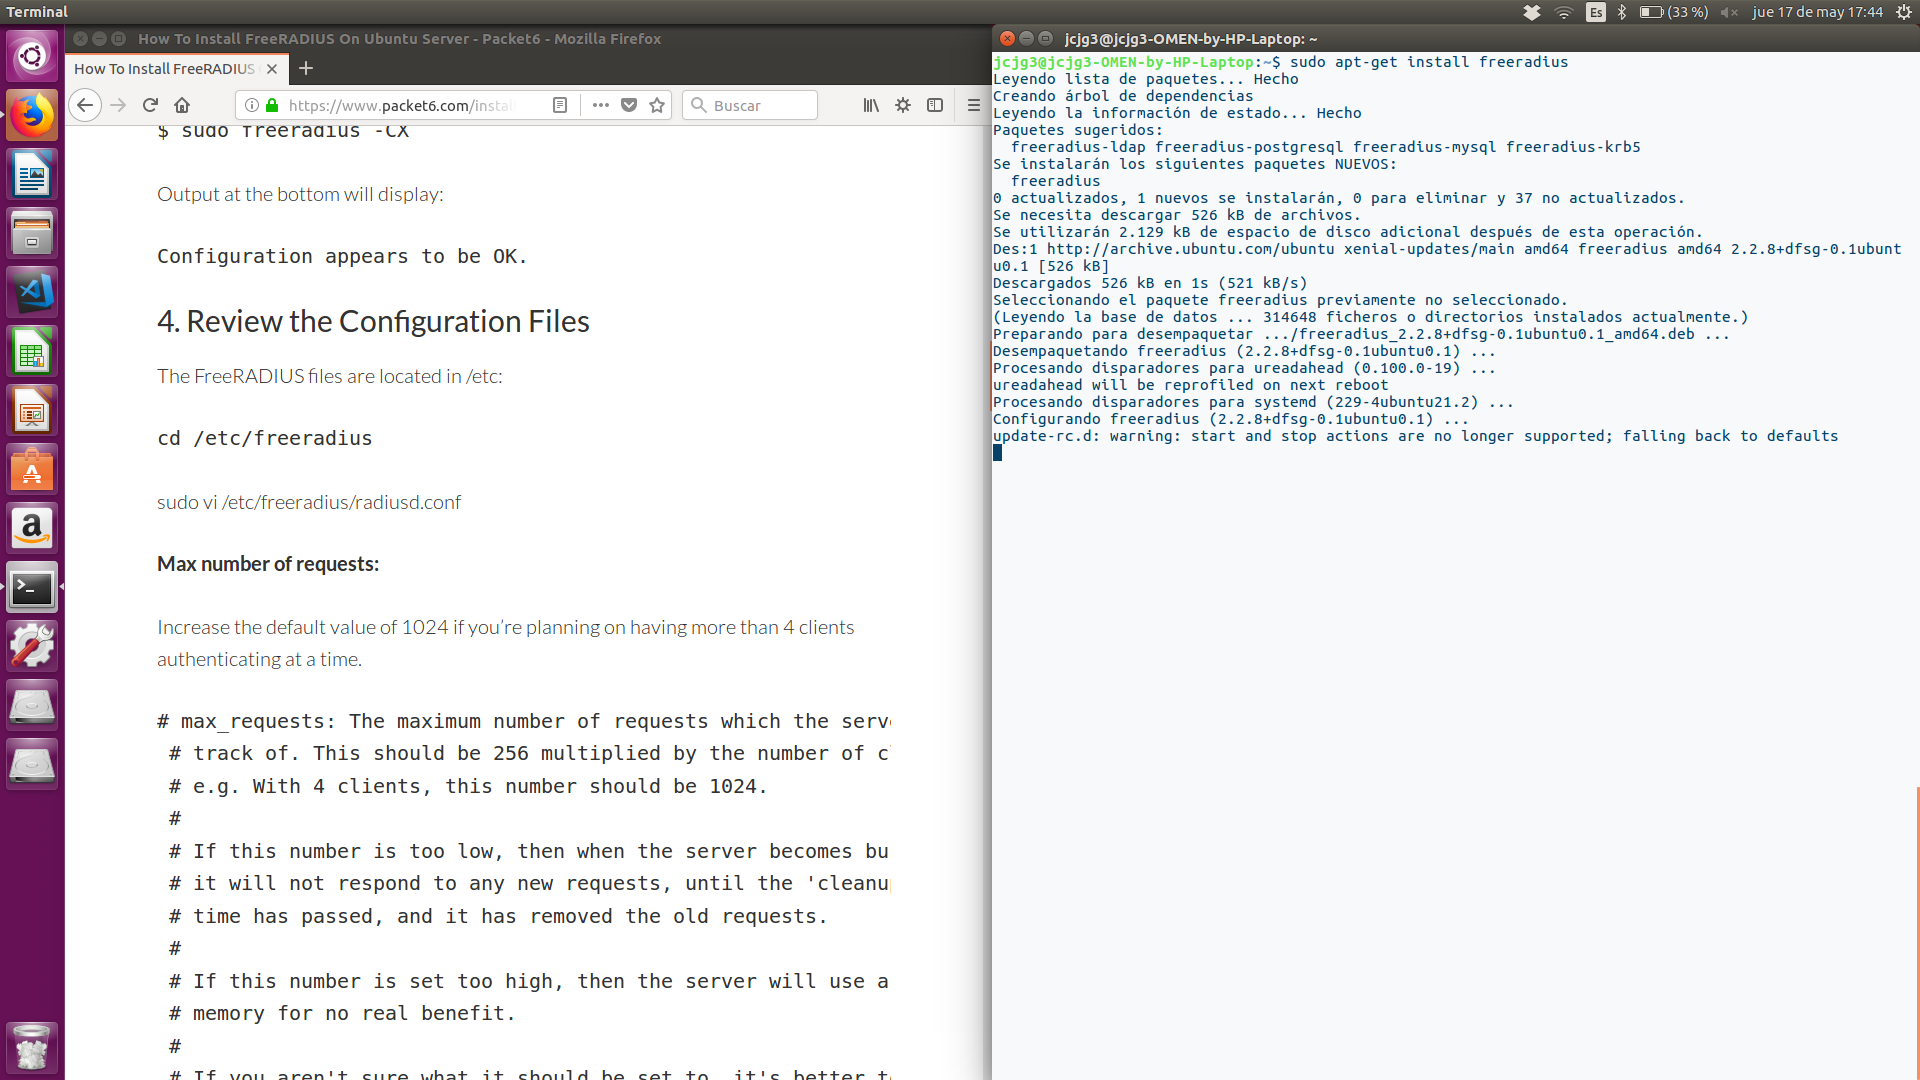 Terminal
Es
(33 %)
jue 17 de may 17:44
How To Install FreeRADIUS On Ubuntu Server - Packet6 - Mozilla Firefox
How To Install FreeRADIUS
https://www.packet6.com/instal
Buscar
$ sudo freeradius -CX
Output at the bottom will display:
Configuration appears to be OK.
4. Review the Configuration Files
The FreeRADIUS files are located in /etc:
cd /etc/freeradius
sudo vi /etc/freeradius/radiusd.conf
Max number of requests:
Increase the default value of 1024 if you’re planning on having more than 4 clients
authenticating at a time.
# max_requests: The maximum number of requests which the serv
# track of. This should be 256 multiplied by the number of c
# e.g. With 4 clients, this number should be 1024.
#
# If this number is too low, then when the server becomes bu
# it will not respond to any new requests, until the 'cleanu
# time has passed, and it has removed the old requests.
#
# If this number is set too high, then the server will use a
# memory for no real benefit.
#
# If you aren't sure what it should be set to, it's better t
jcjg3@jcjg3-OMEN-by-HP-Laptop: ~
jcjg3@jcjg3-OMEN-by-HP-Laptop:~$ sudo apt-get install freeradius
Leyendo lista de paquetes... Hecho
Creando árbol de dependencias
Leyendo la información de estado... Hecho
Paquetes sugeridos:
freeradius-ldap freeradius-postgresql freeradius-mysql freeradius-krb5
Se instalarán los siguientes paquetes NUEVOS:
freeradius
0 actualizados, 1 nuevos se instalarán, 0 para eliminar y 37 no actualizados.
Se necesita descargar 526 kB de archivos.
Se utilizarán 2.129 kB de espacio de disco adicional después de esta operación.
Des:1 http://archive.ubuntu.com/ubuntu xenial-updates/main amd64 freeradius amd64 2.2.8+dfsg-0.1ubunt
u0.1 [526 kB]
Descargados 526 kB en 1s (521 kB/s)
Seleccionando el paquete freeradius previamente no seleccionado.
(Leyendo la base de datos ... 314648 ficheros o directorios instalados actualmente.)
Preparando para desempaquetar .../freeradius_2.2.8+dfsg-0.1ubuntu0.1_amd64.deb ...
Desempaquetando freeradius (2.2.8+dfsg-0.1ubuntu0.1) ...
Procesando disparadores para ureadahead (0.100.0-19) ...
ureadahead will be reprofiled on next reboot
Procesando disparadores para systemd (229-4ubuntu21.2) ...
Configurando freeradius (2.2.8+dfsg-0.1ubuntu0.1) ...
update-rc.d: warning: start and stop actions are no longer supported; falling back to defaults